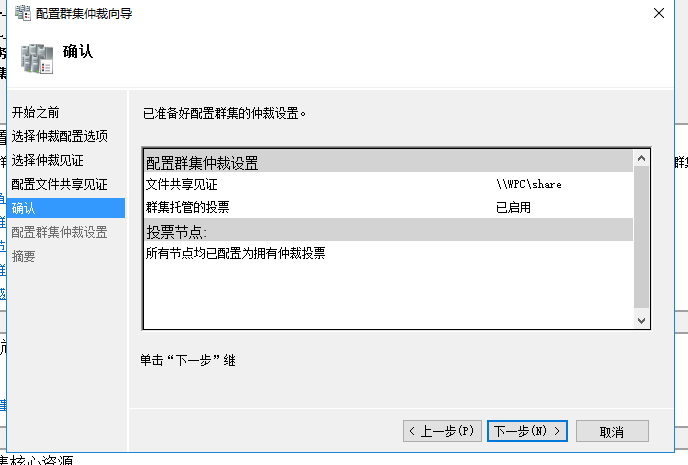 配置群集仲裁向导
确认
开始之前
选择仲裁配置选项
选择仲裁见证
配置文件共享见证
确认
配置群集仲裁设置
摘要
已准备好配置群集的仲裁设置。
配置群集仲裁设置
文件共享见证 \\WPC\share
群集托管的投票 已启用
投票节点:
所有节点均已配置为拥有仲裁投票
单击“下一步”继
< 上一步(P) 下一步(N) > 取消
集核心资源